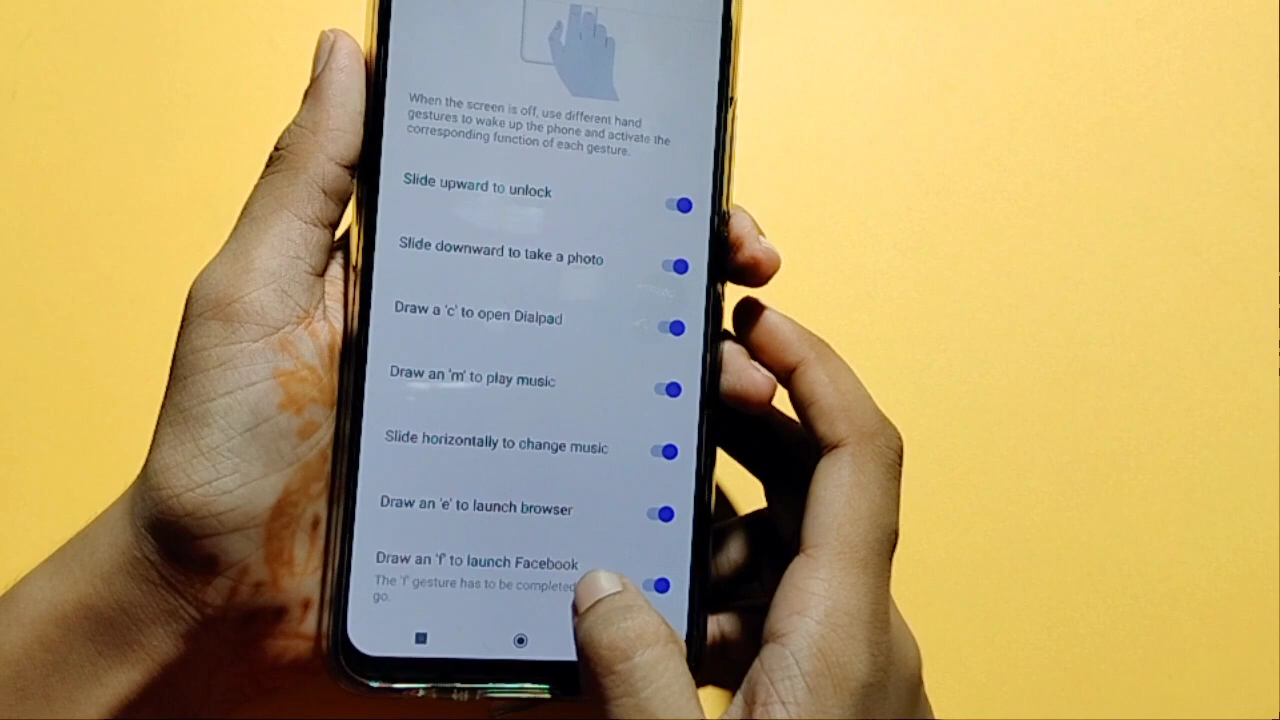 When the screen is off, use different hand
gestures to wake up the phone and activate the
corresponding function of each gesture.
Slide upward to unlock
Slide downward to take a photo
Draw a 'c' to open Dialpad
Draw an 'm' to play music
Slide horizontally to change music
Draw an 'e' to launch browser
Draw an 'f' to launch Facebook
The 'f' gesture has to be completed
go.